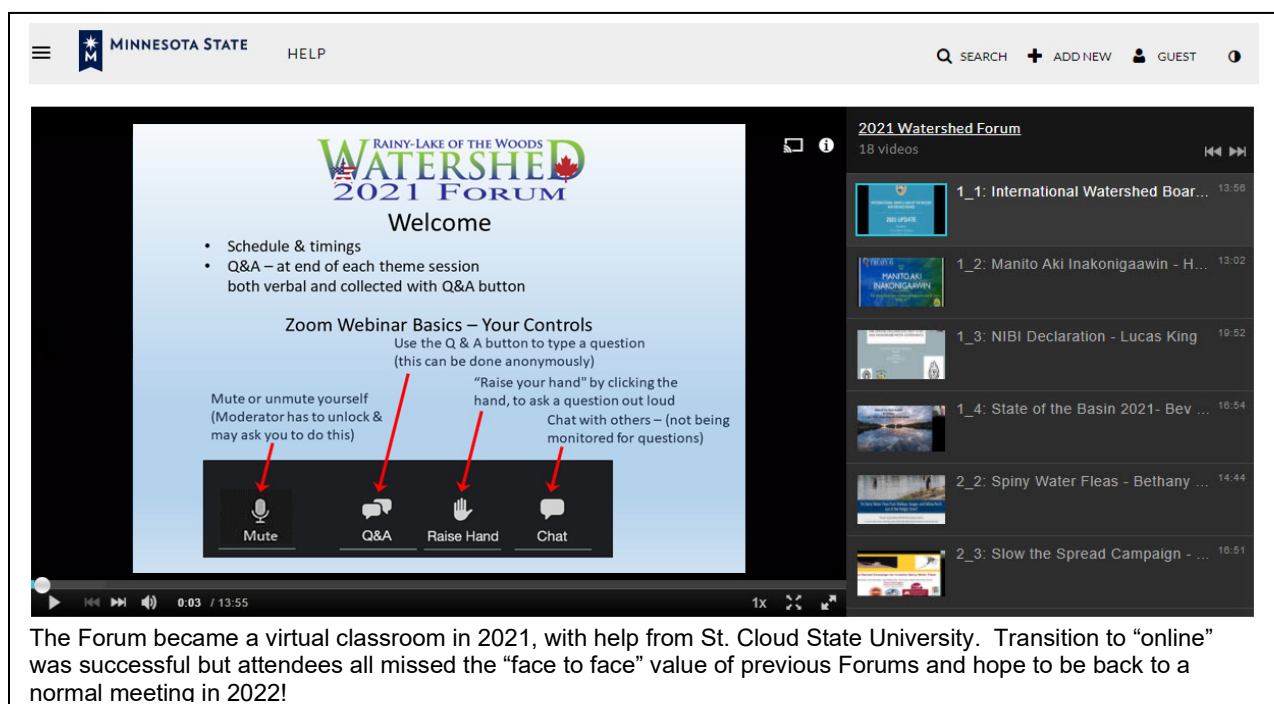 MINNESOTA STATE
HELP
SEARCH
ADD NEW
GUEST
RAINY-LAKE OF THE WOODS
WATERSHED
2021 FORUM
Welcome
• Schedule & timings
• Q&A – at end of each theme session
both verbal and collected with Q&A button
Zoom Webinar Basics – Your Controls
Use the Q & A button to type a question
(this can be done anonymously)
"Raise your hand" by clicking the
hand, to ask a question out loud
Mute or unmute yourself
(Moderator has to unlock &
may ask you to do this)
Chat with others – (not being
monitored for questions)
Mute
Q&A
Raise Hand
Chat
0:03 / 13:55
1x
2021 Watershed Forum
18 videos
1_1: International Watershed Boar... 13:56
2021 UPDATE
1_2: Manito Aki Inakonigaawin - H... 13:02
MANITO AKI
INAKONIGAAWIN
1_3: NIBI Declaration - Lucas King 19:52
1_4: State of the Basin 2021- Bev ... 16:54
2_2: Spiny Water Fleas - Bethany ... 14:44
2_3: Slow the Spread Campaign - ... 16:51
The Forum became a virtual classroom in 2021, with help from St. Cloud State University.  Transition to “online”
was successful but attendees all missed the “face to face” value of previous Forums and hope to be back to a
normal meeting in 2022!